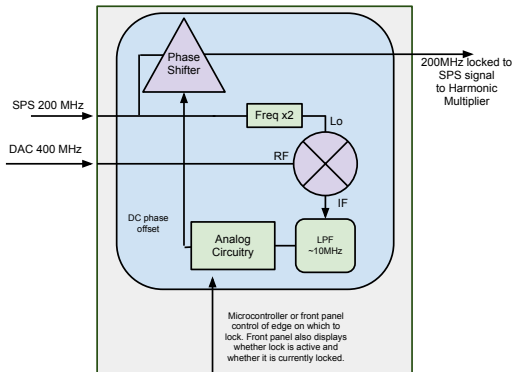 Phase
Shifter
200MHz locked to
SPS signal
to Harmonic
Multiplier
SPS 200 MHz
Freq x2
Lo
DAC 400 MHz
RF
IF
DC phase
offset
Analog
Circuitry
LPF
~10MHz
Microcontroller or front panel
control of edge on which to
lock. Front panel also displays
whether lock is active and
whether it is currently locked.